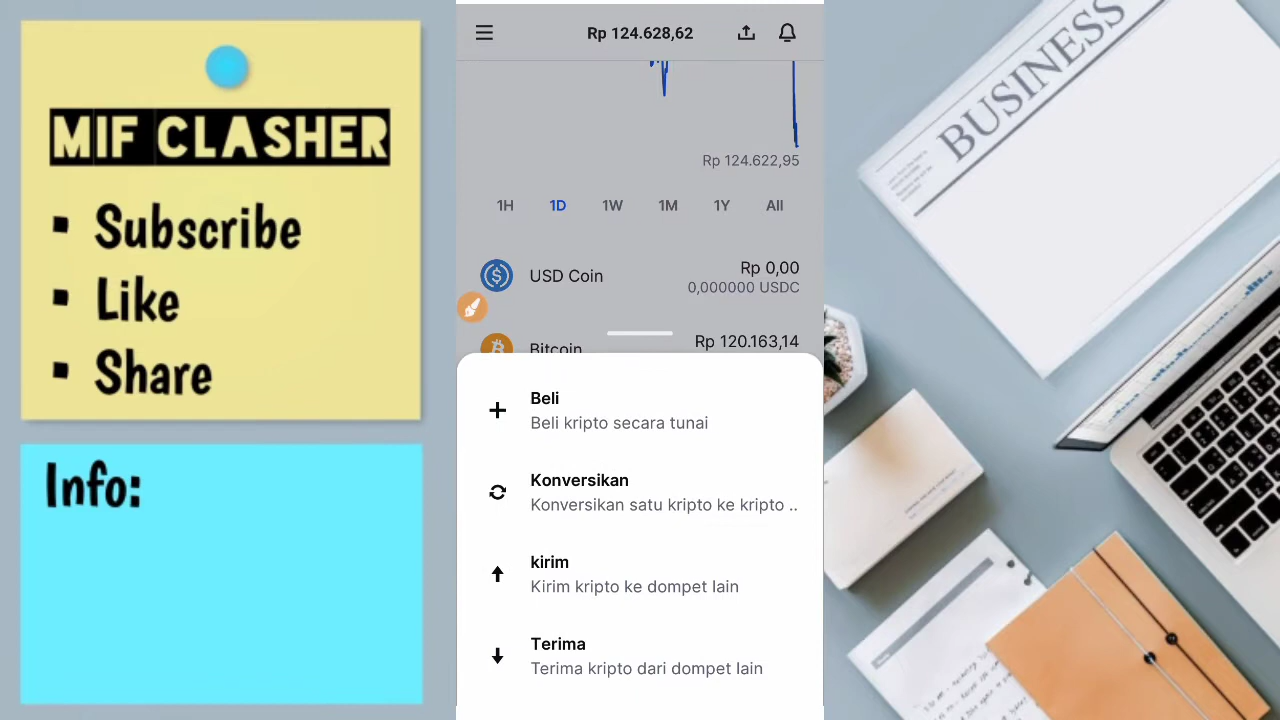 MIF CLASHER
▪ Subscribe
▪ Like
▪ Share
Info:
Rp 124.628,62
Rp 124.622,95
1H 1D 1W 1M 1Y All
USD Coin
Rp 0,00
0,000000 USDC
Bitcoin
Rp 120.163,14
Beli
Beli kripto secara tunai
Konversikan
Konversikan satu kripto ke kripto ..
kirim
Kirim kripto ke dompet lain
Terima
Terima kripto dari dompet lain
BUSINESS